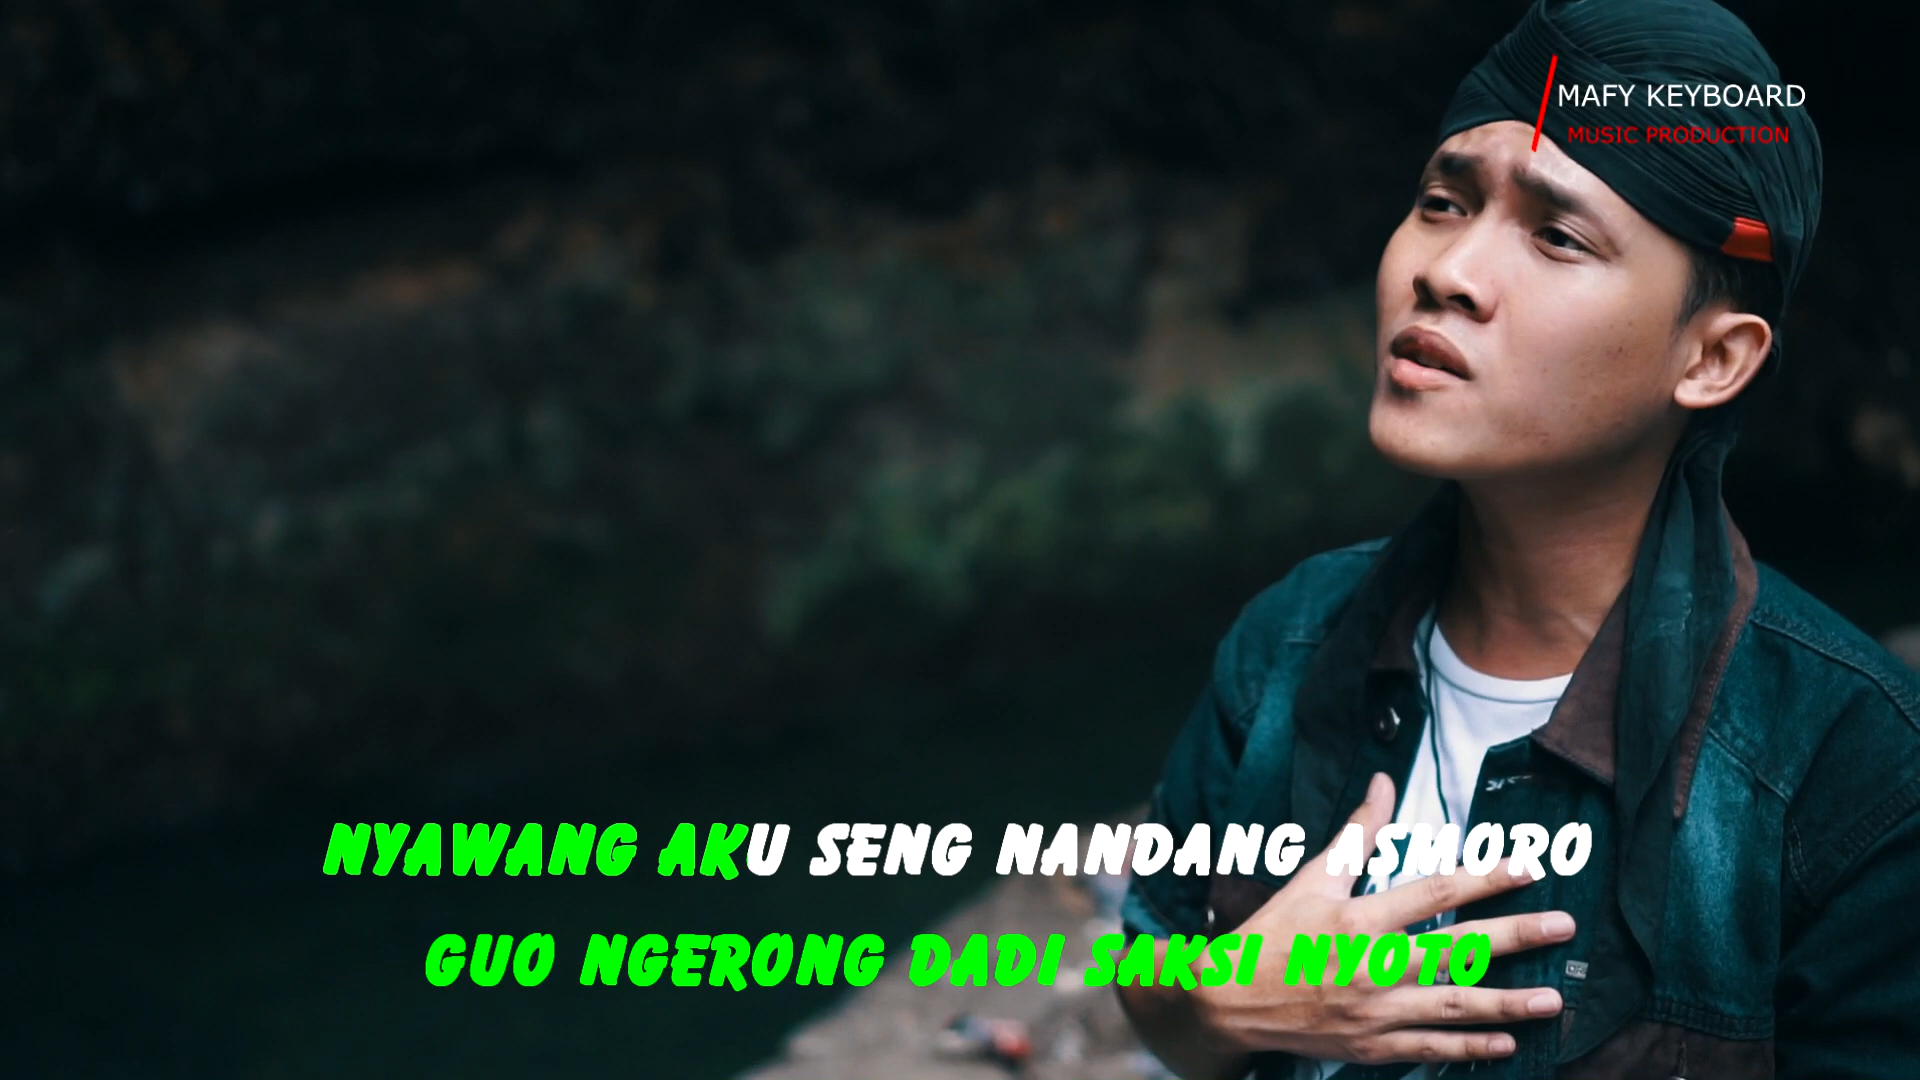 MAFY KEYBOARD
MUSIC PRODUCTION
NYAWANG AKU SENG NANDANG ASMORO
GUO NGERONG DADI SAKSI NYOTO